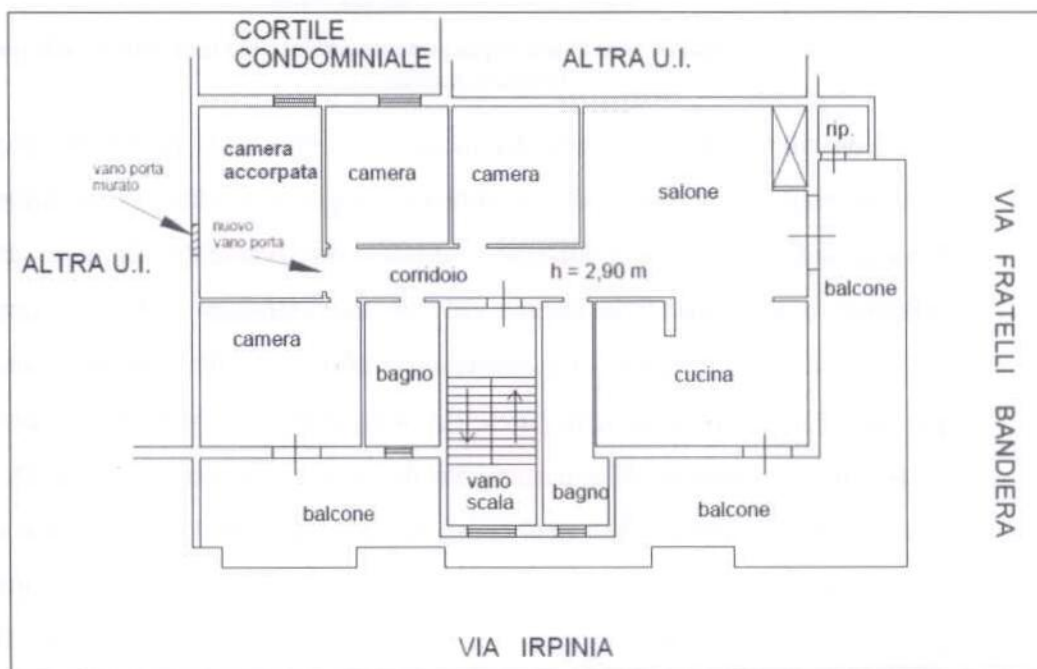 CORTILE
CONDOMINIALE
ALTRA U.I.
rip.
camera
accorpata
camera
camera
salone
vano porta
murato
nuovo
vano porta
ALTRA U.I.
corridoio
h = 2,90 m
balcone
camera
bagno
cucina
vano
scala
bagno
balcone
balcone
VIA FRATELLI BANDIERA
VIA IRPINIA